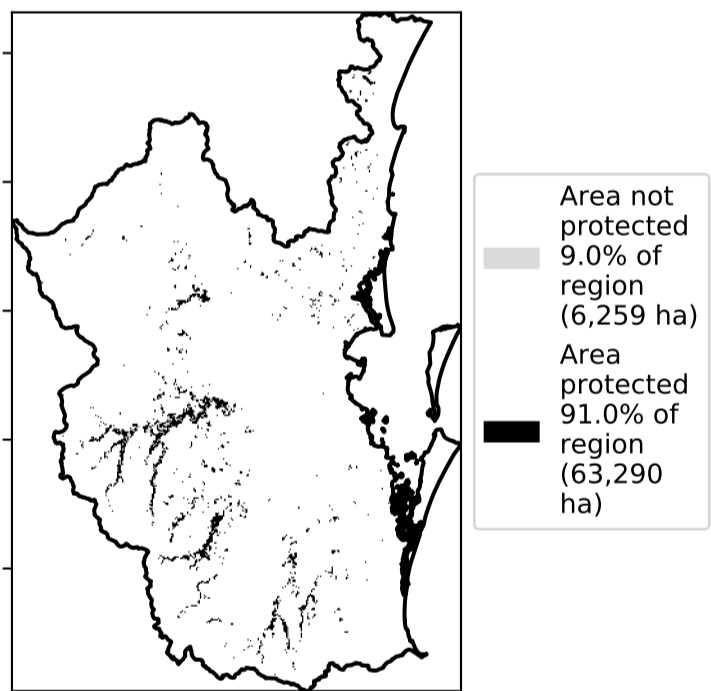 Area not
protected
9.0% of
region
(6,259 ha)
Area
protected
91.0% of
region
(63,290
ha)